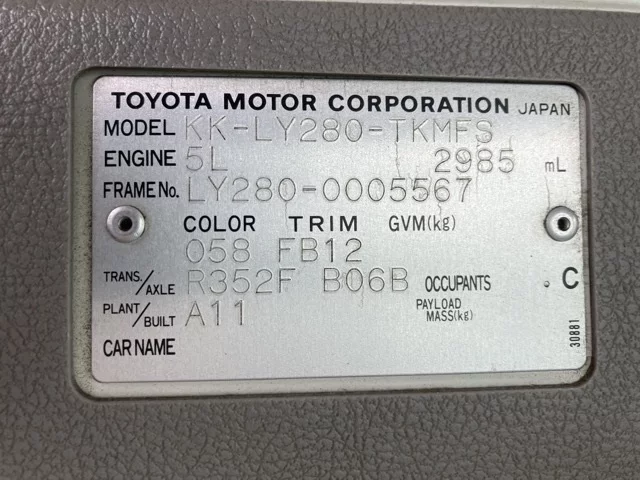 TOYOTA MOTOR CORPORATION JAPAN
MODEL KK-LY280-TKMFS
ENGINE 5L 2985 mL
FRAME No. LY280-0005567
COLOR TRIM GVM(kg)
058 FB12
TRANS./AXLE R352F B06B OCCUPANTS . C
PLANT/BUILT A11 PAYLOAD MASS(kg)
CAR NAME
30881